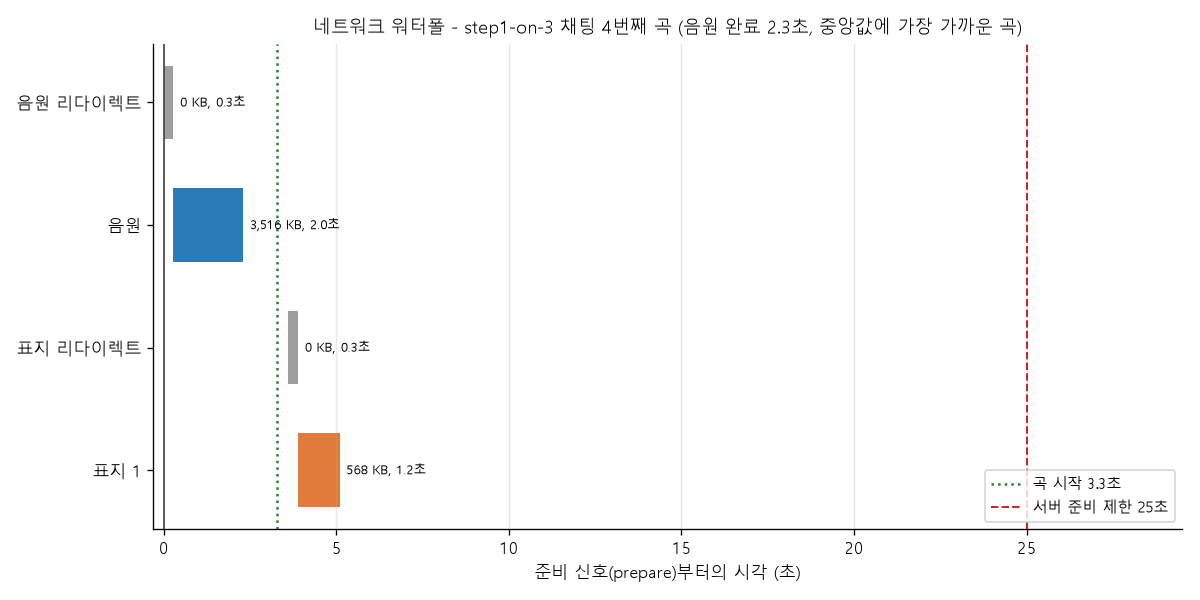 네트워크 워터폴 - step1-on-3 채팅 4번째 곡 (음원 완료 2.3초, 중앙값에 가장 가까운 곡)
음원 리다이렉트
0 KB, 0.3초
음원
3,516 KB, 2.0초
표지 리다이렉트
0 KB, 0.3초
표지 1
568 KB, 1.2초
곡 시작 3.3초
서버 준비 제한 25초
0 5 10 15 20 25
준비 신호(prepare)부터의 시각 (초)